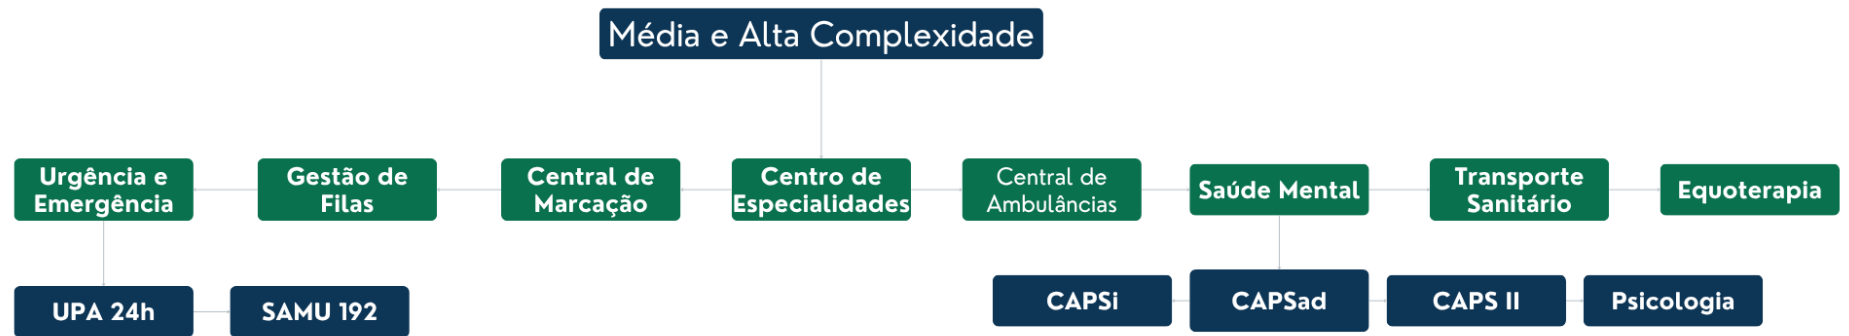 Média e Alta Complexidade
Urgência e
Emergência
Gestão de
Filas
Central de
Marcação
Centro de
Especialidades
Central de
Ambulâncias
Saúde Mental
Transporte
Sanitário
Equoterapia
UPA 24h
SAMU 192
CAPSi
CAPSad
CAPS II
Psicologia